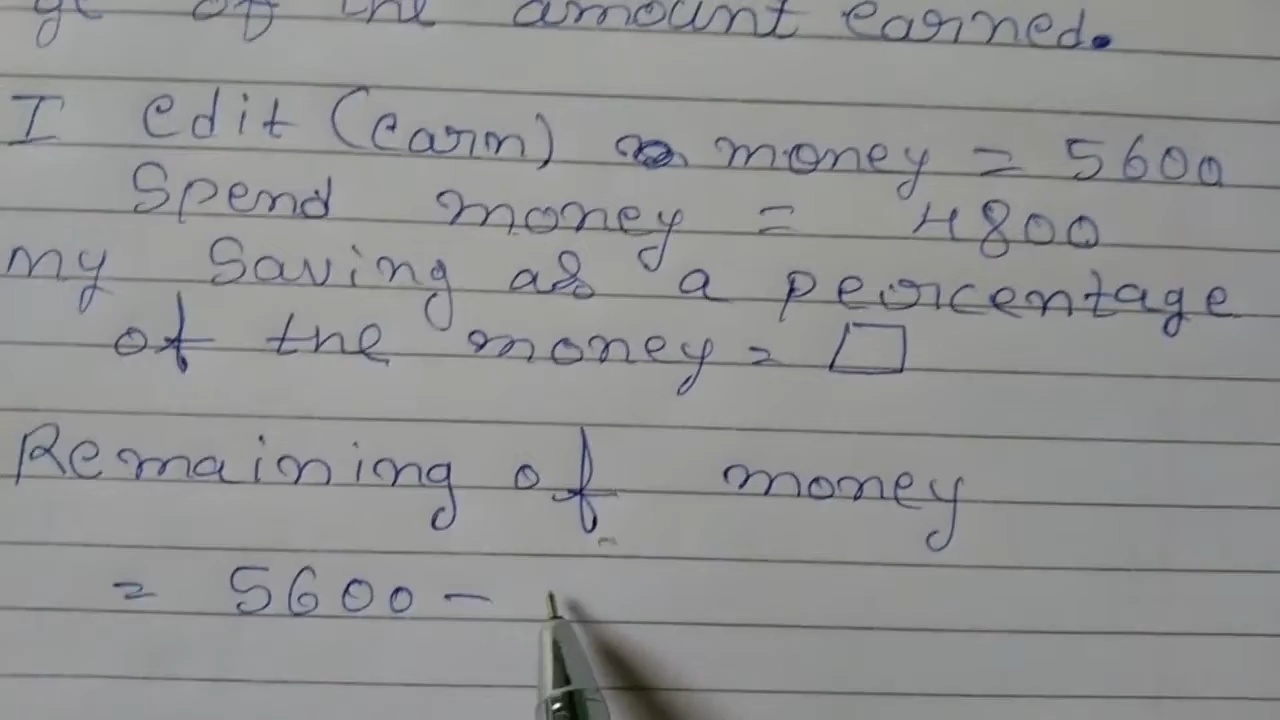 ge of the amount earned.
I edit (earn) money = 5600
Spend money = 4800
my Saving as a percentage
of the money = □
Remaining of money
= 5600 -